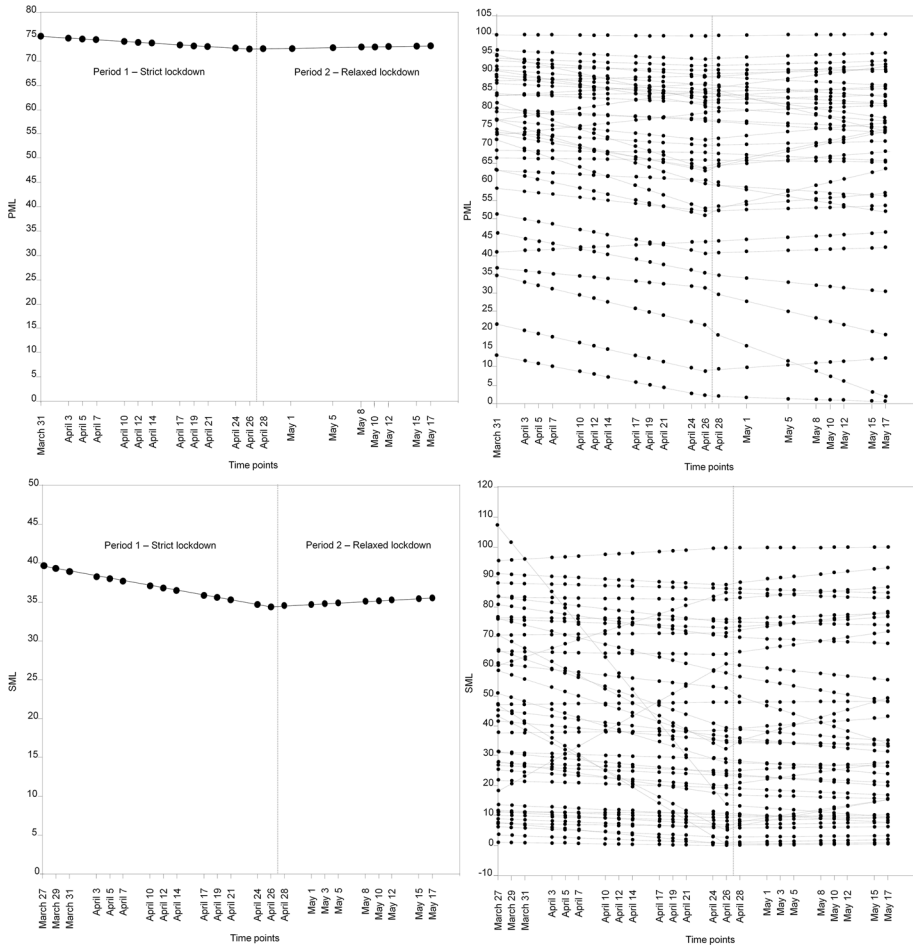 80
75
70
65
60
55
50
45
40
35
30
25
20
15
10
5
0
PML
Period 1 – Strict lockdown
Period 2 – Relaxed lockdown
March 31
April 3
April 5
April 7
April 10
April 12
April 14
April 17
April 19
April 21
April 24
April 26
April 28
May 1
May 5
May 8
May 10
May 12
May 15
May 17
Time points
105
100
95
90
85
80
75
70
65
60
55
50
45
40
35
30
25
20
15
10
5
0
PML
March 31
April 3
April 5
April 7
April 10
April 12
April 14
April 17
April 19
April 21
April 24
April 26
April 28
May 1
May 5
May 8
May 10
May 12
May 15
May 17
Time points
50
45
40
35
30
25
20
15
10
5
0
SML
Period 1 – Strict lockdown
Period 2 – Relaxed lockdown
March 27
March 29
March 31
April 3
April 5
April 7
April 10
April 12
April 14
April 17
April 19
April 21
April 24
April 26
April 28
May 1
May 3
May 5
May 8
May 10
May 12
May 15
May 17
Time points
120
110
100
90
80
70
60
50
40
30
20
10
0
-10
SML
March 27
March 29
March 31
April 3
April 5
April 7
April 10
April 12
April 14
April 17
April 19
April 21
April 24
April 26
April 28
May 1
May 3
May 5
May 8
May 10
May 12
May 15
May 17
Time points